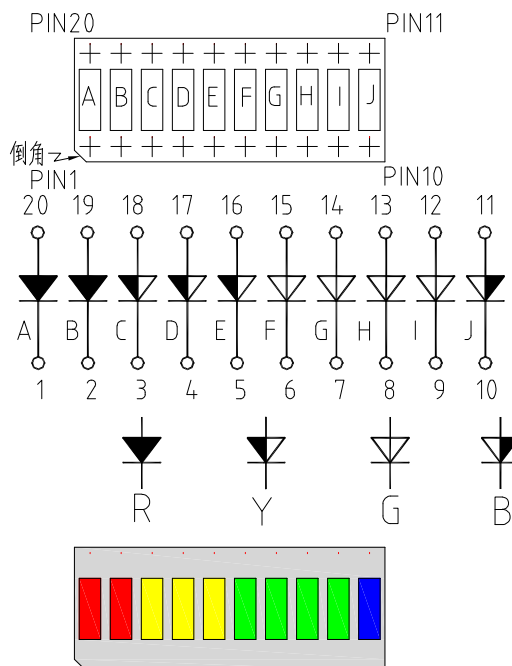 PIN20 PIN11
A B C D E F G H I J
倒角
PIN1 PIN10
20 19 18 17 16 15 14 13 12 11
A B C D E F G H I J
1 2 3 4 5 6 7 8 9 10
R Y G B